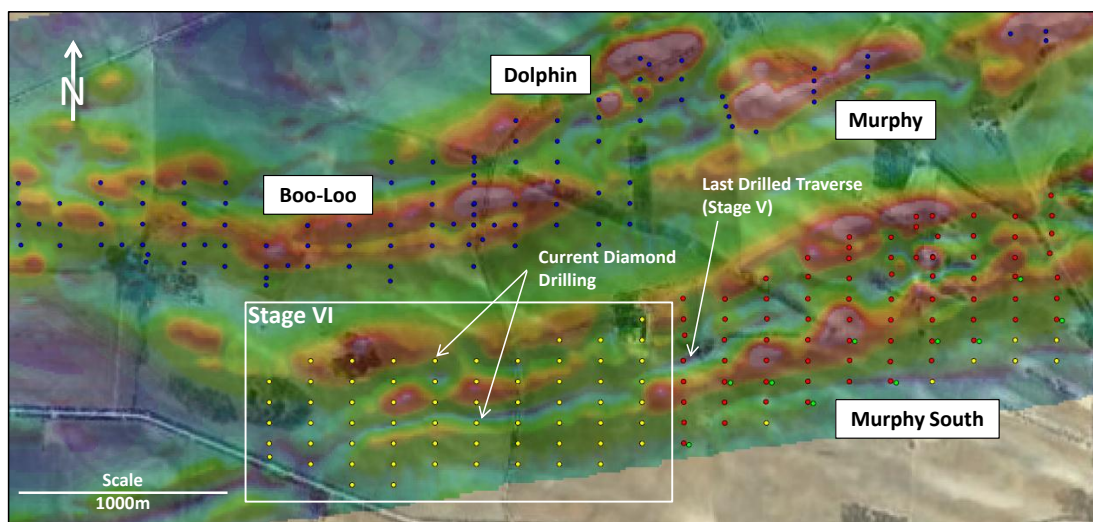 N
Dolphin
Murphy
Boo-Loo
Last Drilled Traverse
(Stage V)
Current Diamond
Drilling
Stage VI
Murphy South
Scale
1000m